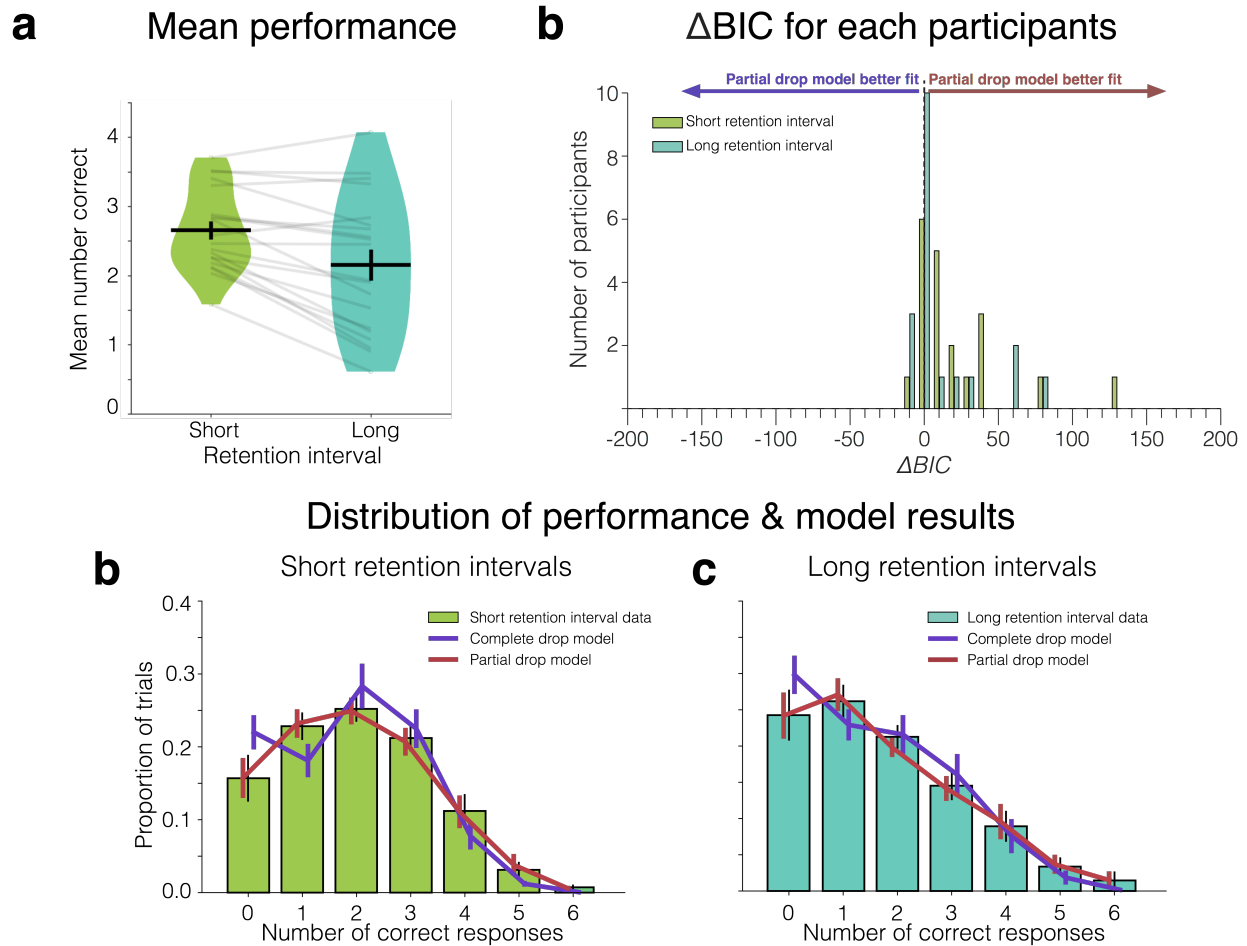 a
Mean performance
4
3
2
1
0
Mean number correct
Short
Long
Retention interval
b
ΔBIC for each participants
Partial drop model better fit
Partial drop model better fit
Short retention interval
Long retention interval
10
8
6
4
2
Number of participants
-200 -150 -100 -50 0 50 100 150 200
ΔBIC
Distribution of performance & model results
b
Short retention intervals
0.4
0.3
0.2
0.1
0.0
Proportion of trials
Short retention interval data
Complete drop model
Partial drop model
0 1 2 3 4 5 6
Number of correct responses
c
Long retention intervals
Long retention interval data
Complete drop model
Partial drop model
0 1 2 3 4 5 6
Number of correct responses